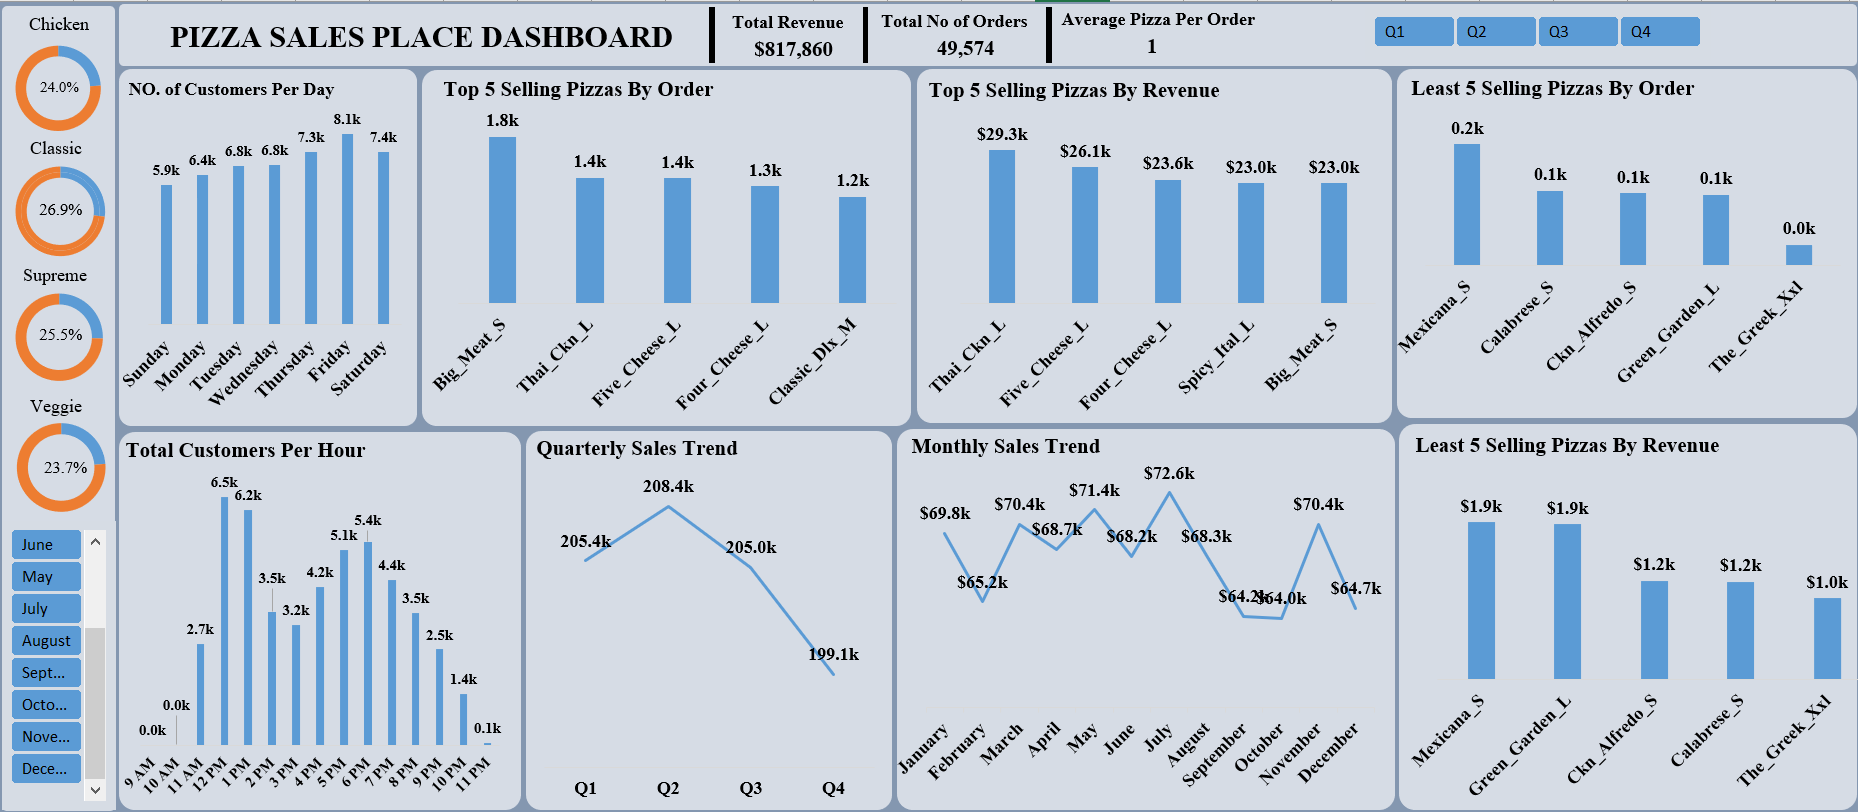 Chicken
24.0%
Classic
26.9%
Supreme
25.5%
Veggie
23.7%
June
May
July
August
Sept...
Octo...
Nove...
Dece...
PIZZA SALES PLACE DASHBOARD
Total Revenue
$817,860
Total No of Orders
49,574
Average Pizza Per Order
1
Q1 Q2 Q3 Q4
NO. of Customers Per Day
5.9k 6.4k 6.8k 6.8k 7.3k 8.1k 7.4k
Sunday Monday Tuesday Wednesday Thursday Friday Saturday
Top 5 Selling Pizzas By Order
1.8k 1.4k 1.4k 1.3k 1.2k
Big_Meat_S Thai_Ckn_L Five_Cheese_L Four_Cheese_L Classic_Dlx_M
Top 5 Selling Pizzas By Revenue
$29.3k $26.1k $23.6k $23.0k $23.0k
Thai_Ckn_L Five_Cheese_L Four_Cheese_L Spicy_Ital_L Big_Meat_S
Least 5 Selling Pizzas By Order
0.2k 0.1k 0.1k 0.1k 0.0k
Mexicana_S Calabrese_S Ckn_Alfredo_S Green_Garden_L The_Greek_Xxl
Total Customers Per Hour
0.0k 0.0k 2.7k 6.5k 6.2k 3.5k 3.2k 4.2k 5.1k 5.4k 4.4k 3.5k 2.5k 1.4k 0.1k
9 AM 10 AM 11 AM 12 PM 1 PM 2 PM 3 PM 4 PM 5 PM 6 PM 7 PM 8 PM 9 PM 10 PM 11 PM
Quarterly Sales Trend
205.4k 208.4k 205.0k 199.1k
Q1 Q2 Q3 Q4
Monthly Sales Trend
$69.8k $65.2k $70.4k $68.7k $71.4k $68.2k $72.6k $68.3k $64.2k $64.0k $70.4k $64.7k
January February March April May June July August September October November December
Least 5 Selling Pizzas By Revenue
$1.9k $1.9k $1.2k $1.2k $1.0k
Mexicana_S Green_Garden_L Ckn_Alfredo_S Calabrese_S The_Greek_Xxl